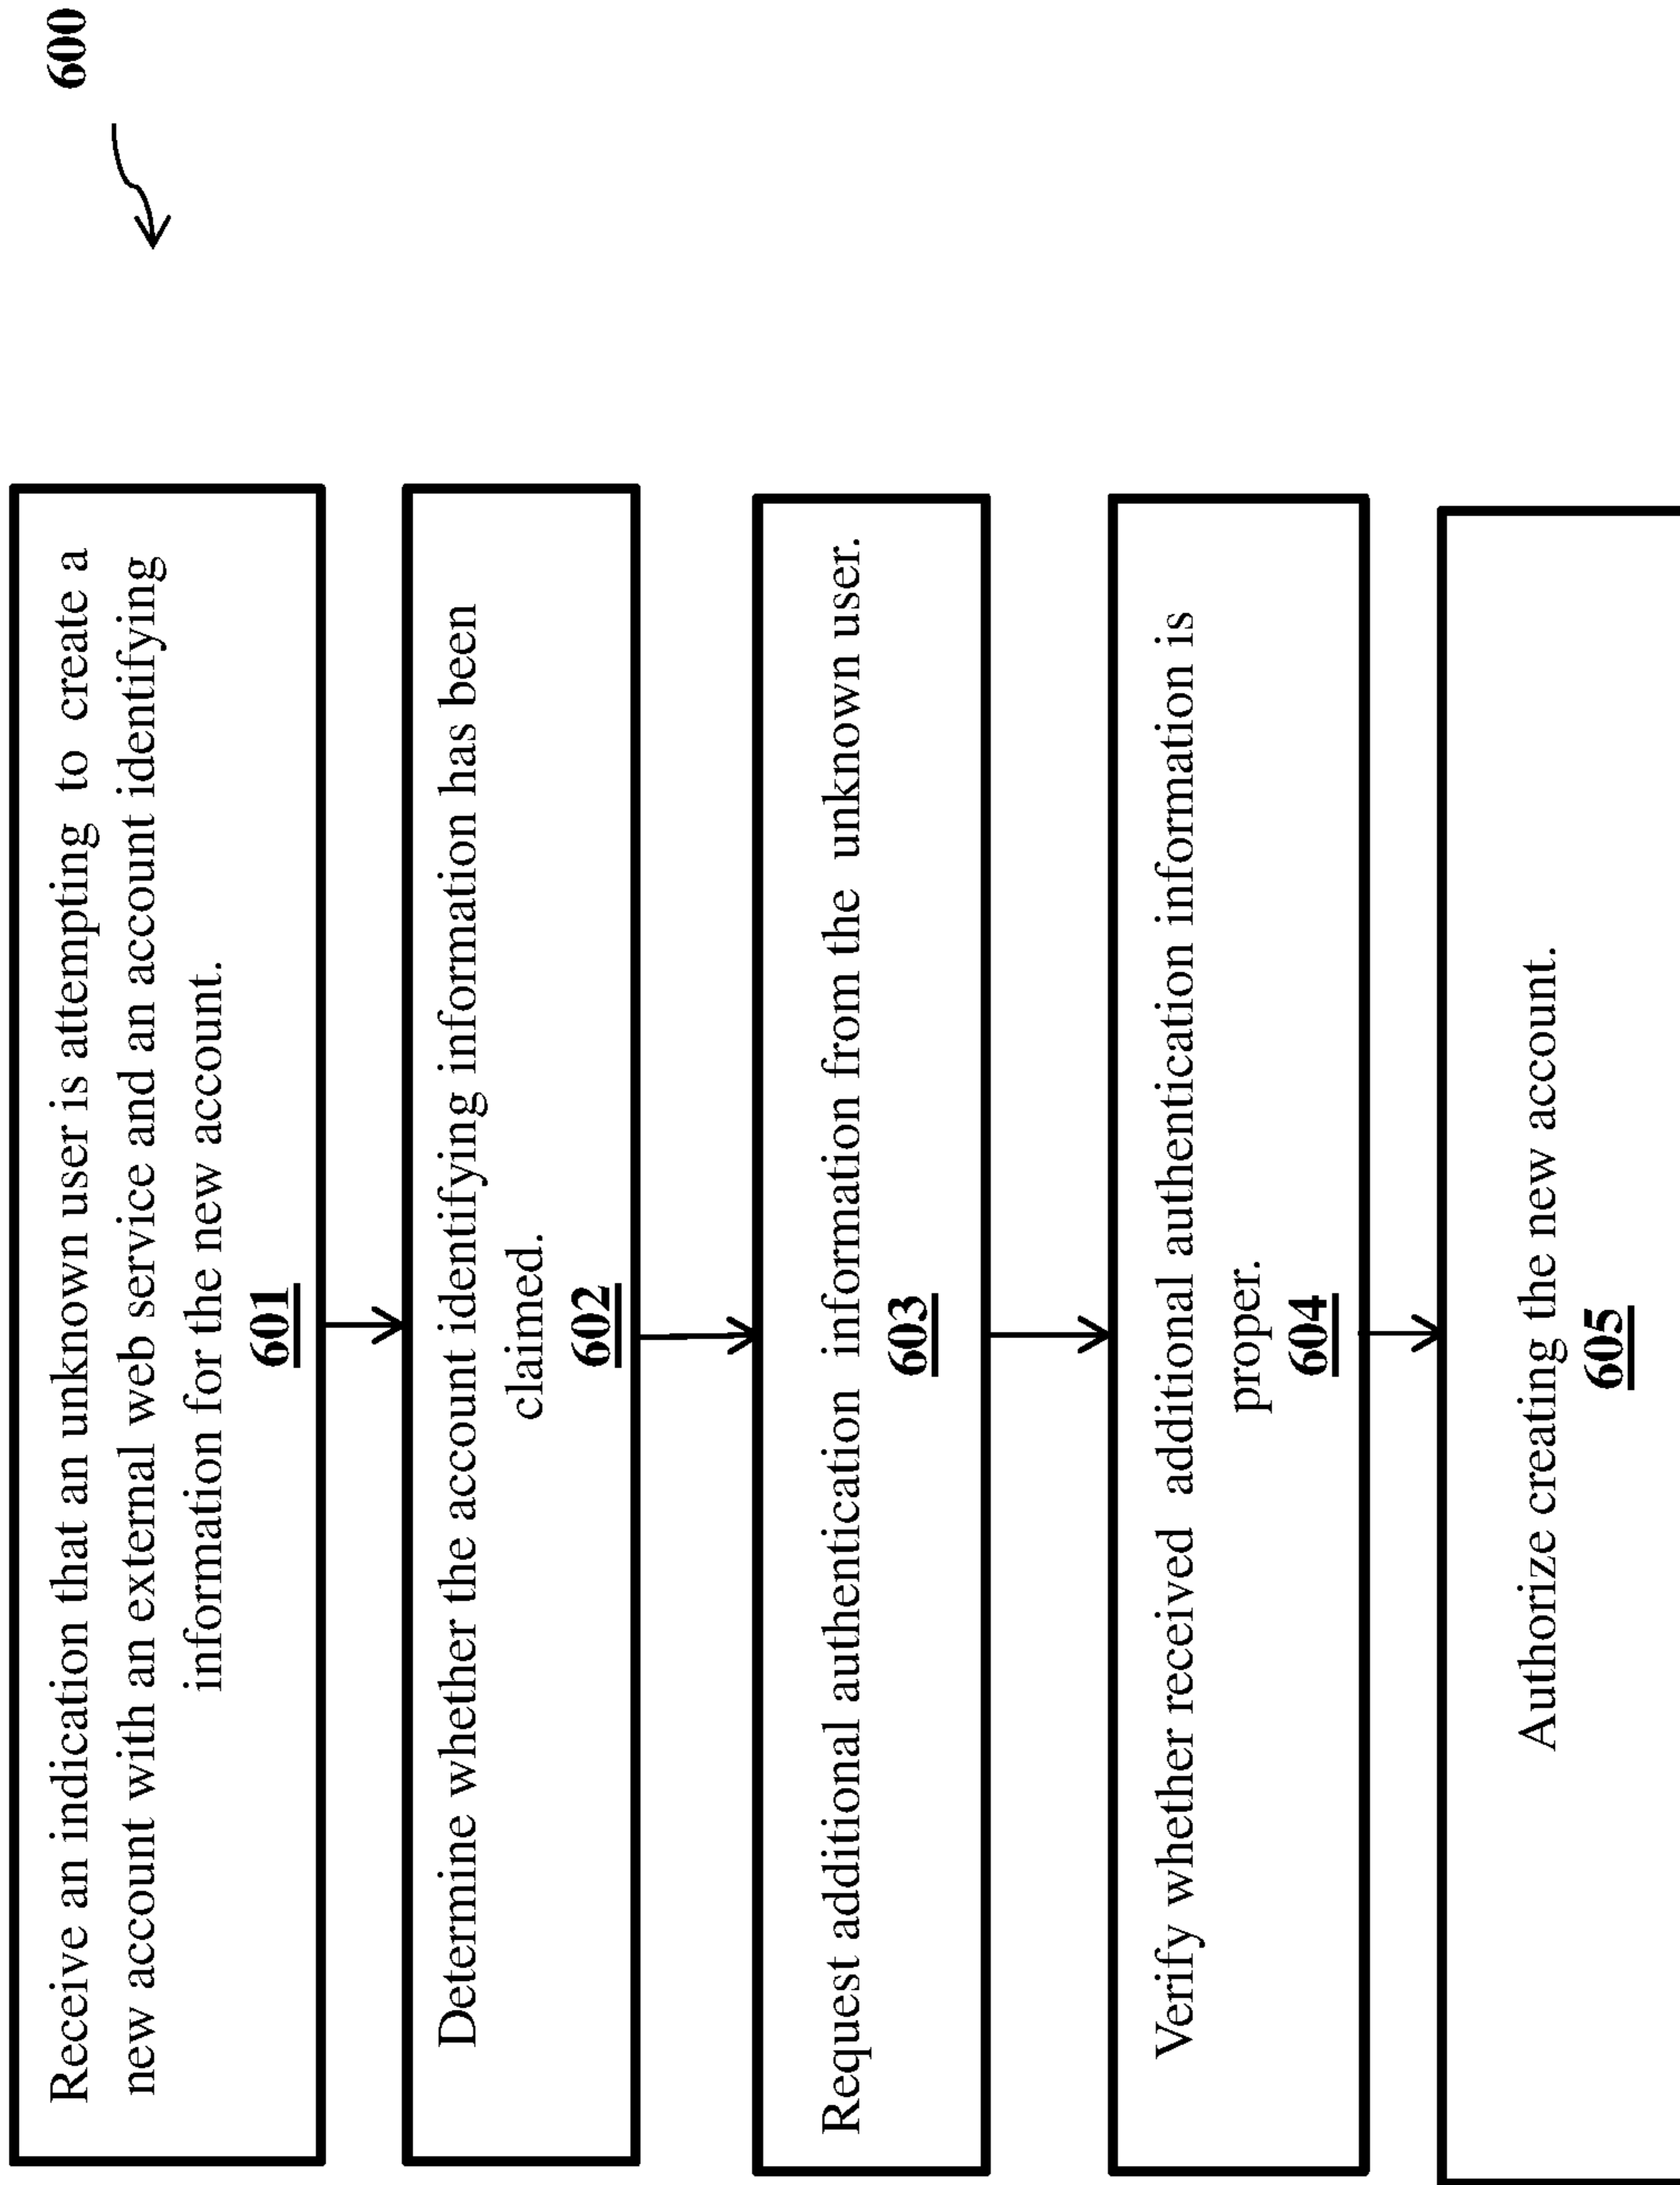 600
Receive an indication that an unknown user is attempting to create a
new account with an external web service and an account identifying
information for the new account.
601
Determine whether the account identifying information has been
claimed.
602
Request additional authentication information from the unknown user.
603
Verify whether received additional authentication information is
proper.
604
Authorize creating the new account.
605